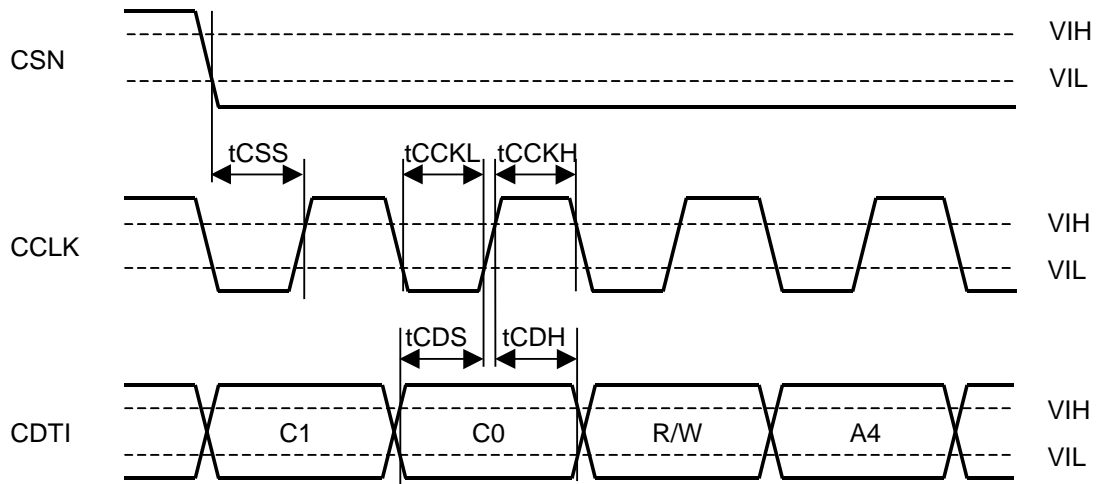 CSN
VIH
VIL
tCSS
tCCKL
tCCKH
CCLK
VIH
VIL
tCDS
tCDH
CDTI
C1
C0
R/W
A4
VIH
VIL